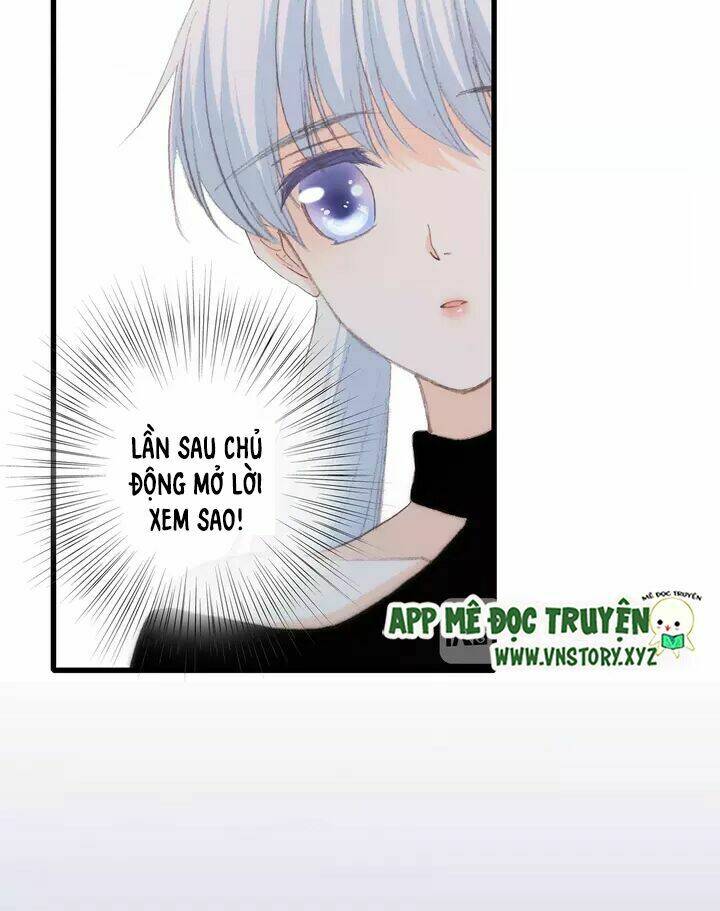 LẦN SAU CHỦ
ĐỘNG MỞ LỜI
XEM SAO!
MÊ ĐỌC TRUYỆN
APP MÊ ĐỌC TRUYỆN
WWW.VNSTORY.XYZ